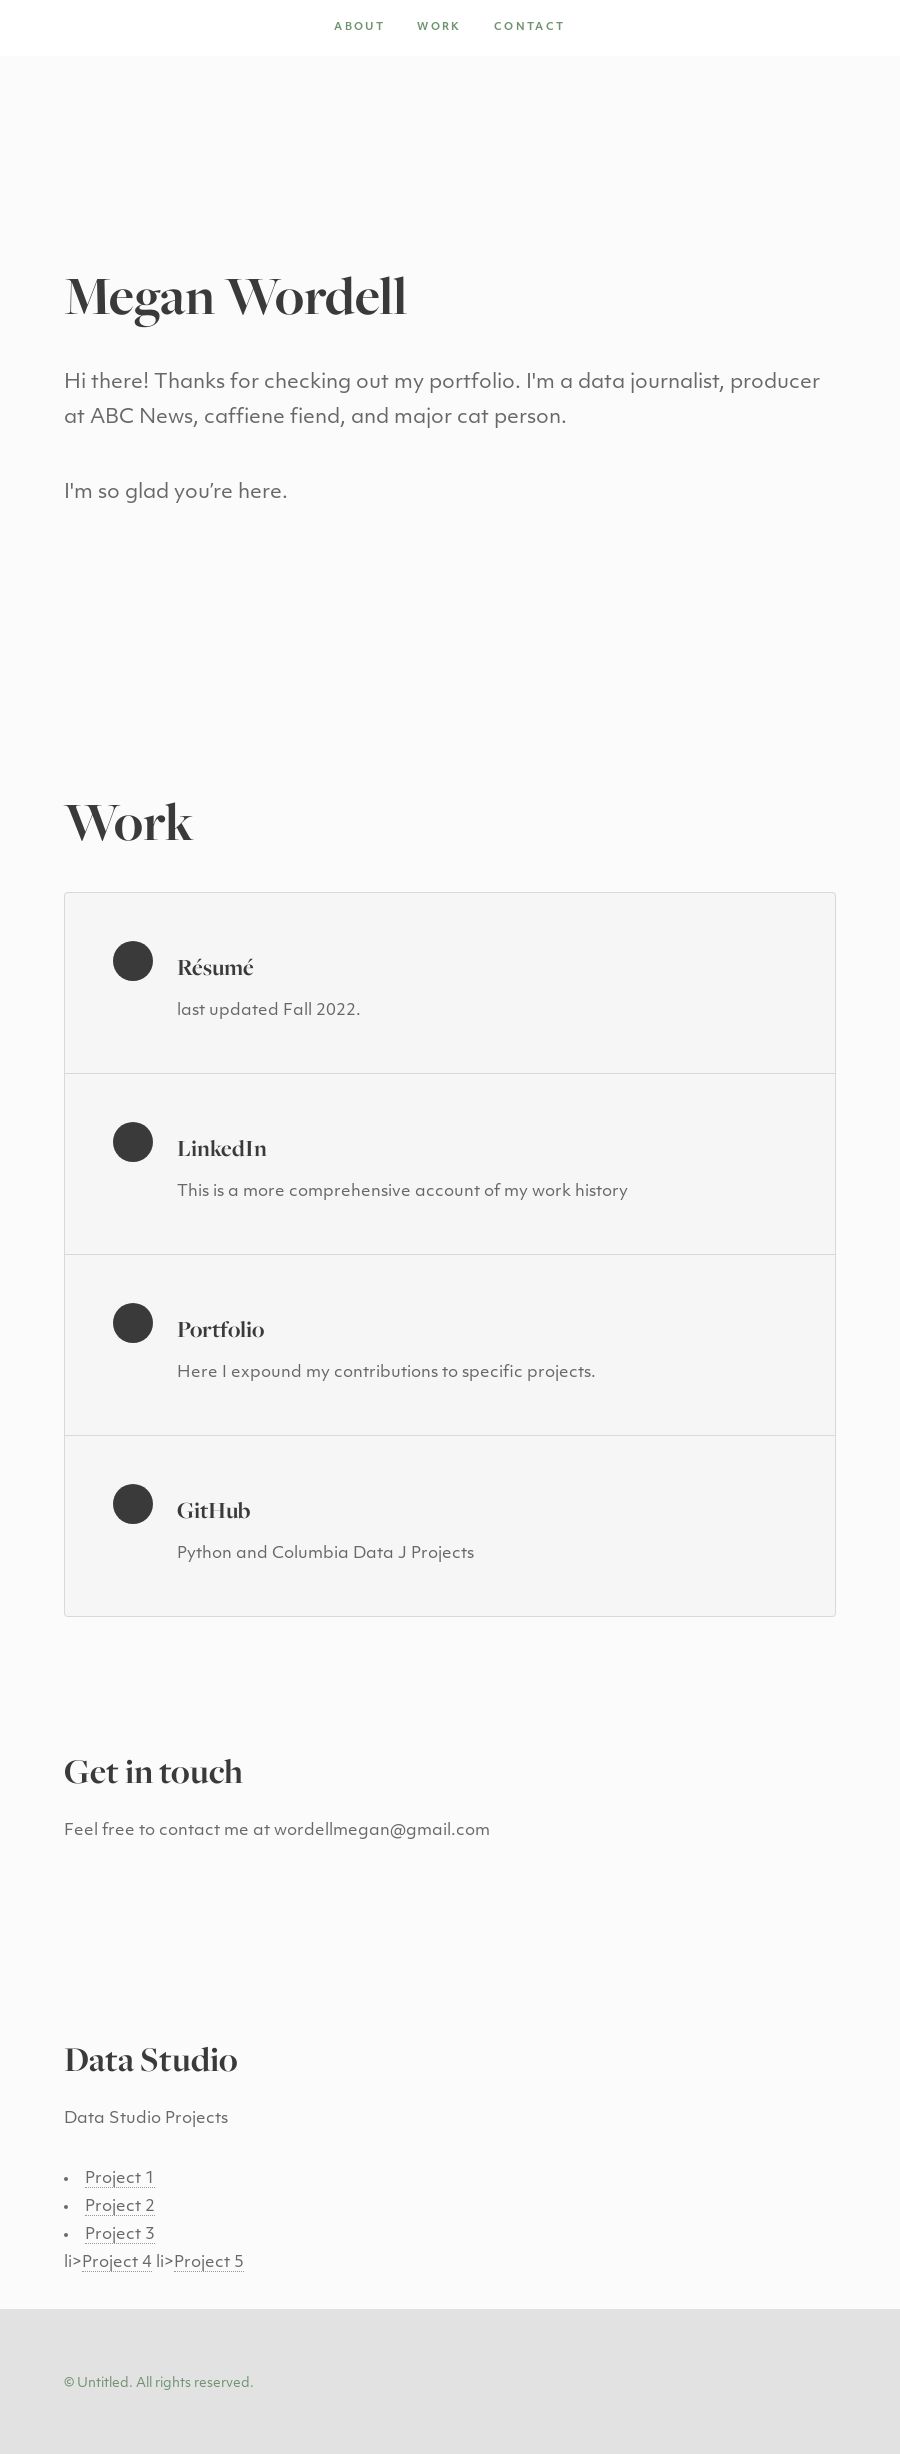 ABOUT WORK CONTACT
Megan Wordell
Hi there! Thanks for checking out my portfolio. I'm a data journalist, producer
at ABC News, caffiene fiend, and major cat person.
I'm so glad you’re here.
Work
Résumé
last updated Fall 2022.
LinkedIn
This is a more comprehensive account of my work history
Portfolio
Here I expound my contributions to specific projects.
GitHub
Python and Columbia Data J Projects
Get in touch
Feel free to contact me at wordellmegan@gmail.com
Data Studio
Data Studio Projects
• Project 1
• Project 2
• Project 3
li>Project 4 li>Project 5
© Untitled. All rights reserved.